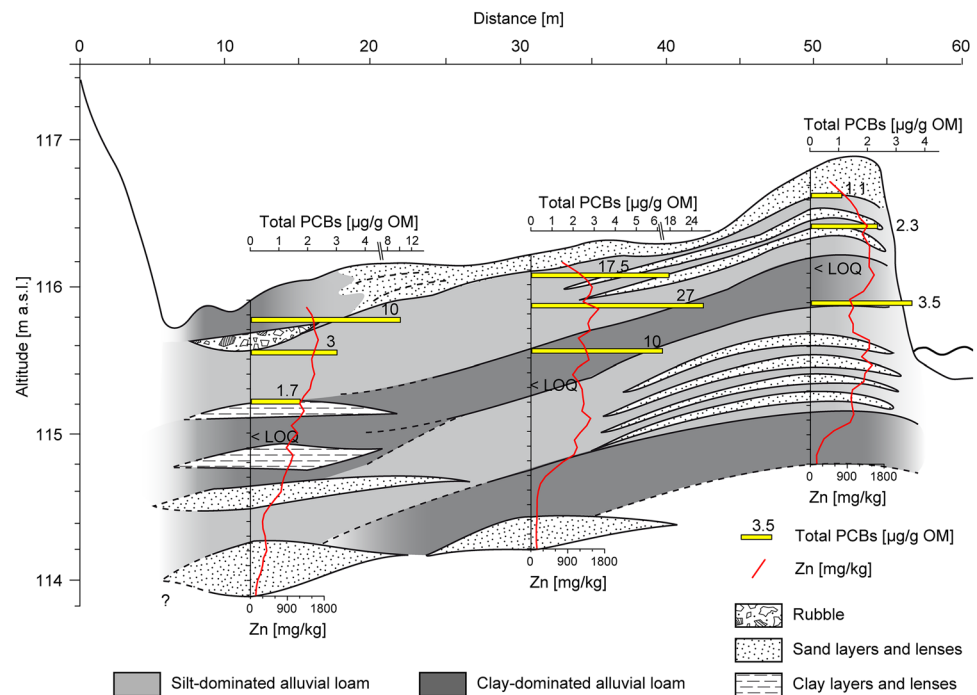 Distance [m]
0 10 20 30 40 50 60
Total PCBs [µg/g OM]
0 1 2 3 4
117
Total PCBs [µg/g OM]
0 1 2 3 4 5 6 18 24
Total PCBs [µg/g OM]
0 1 2 3 4 8 12
1.1
2.3
116
< LOQ
17.5
3.5
27
10
10
3
Altitude [m a.s.l.]
< LOQ
1.7
115
< LOQ
0 900 1800
Zn [mg/kg]
3.5
Total PCBs [µg/g OM]
0 900 1800
Zn [mg/kg]
Zn [mg/kg]
114
?
0 900 1800
Zn [mg/kg]
Rubble
Sand layers and lenses
Clay layers and lenses
Silt-dominated alluvial loam
Clay-dominated alluvial loam